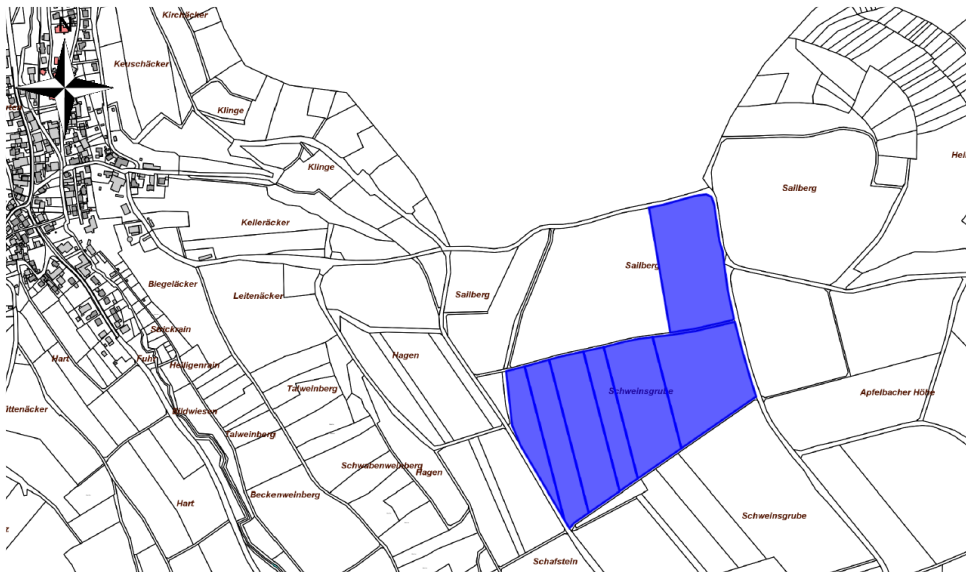 Kirchäcker
N
Keuschäcker
Klinge
Klinge
Sailberg
Kelleräcker
Sailberg
Biegeläcker
Leitenäcker
Sailberg
Strickrain
Hart
Fuhr
Heiligenrain
Hagen
Talweinberg
Schweinsgrube
Apfelbacher Höhe
Talweinberg
Schwabenweinberg
Hagen
Beckenweinberg
Hart
Schweinsgrube
Schafstein